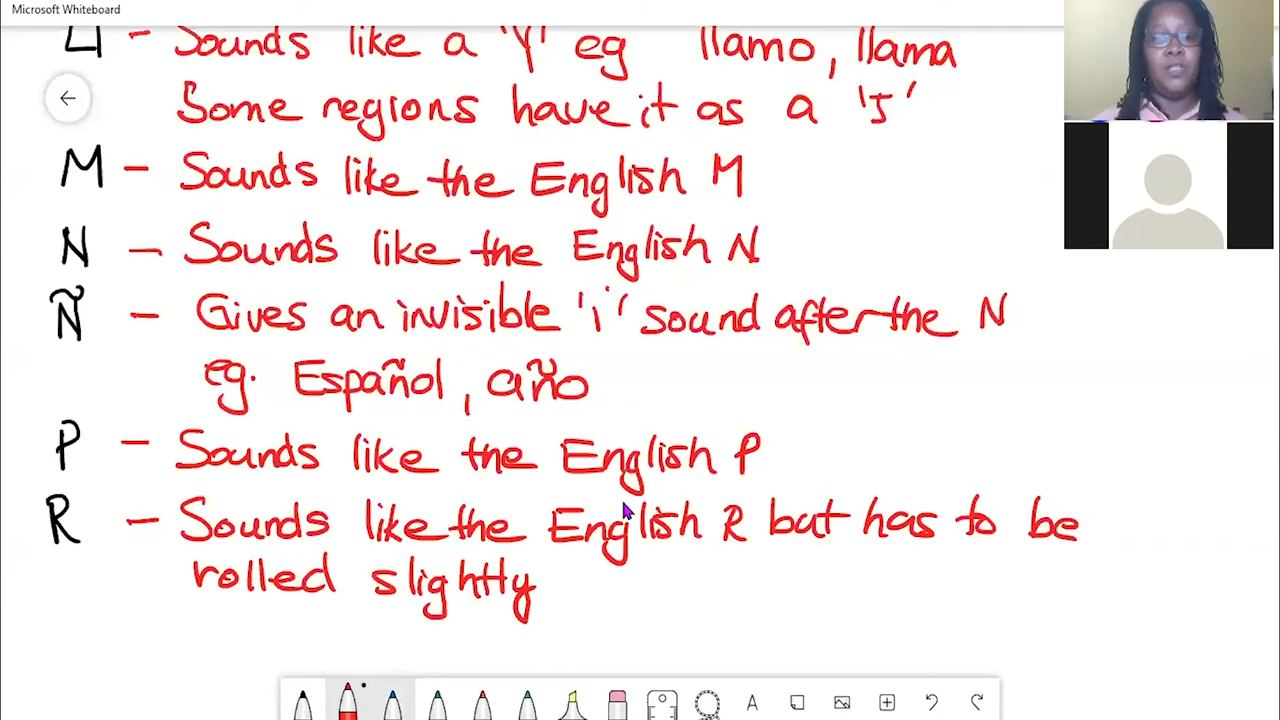 Microsoft Whiteboard
Ll - Sounds like a 'Y' eg llamo, llama
Some regions have it as a 'J'
M - Sounds like the English M
N - Sounds like the English N
Ñ - Gives an invisible 'i' sound after the N
eg. Español, año
P - Sounds like the English P
R - Sounds like the English R but has to be
rolled slightly
A